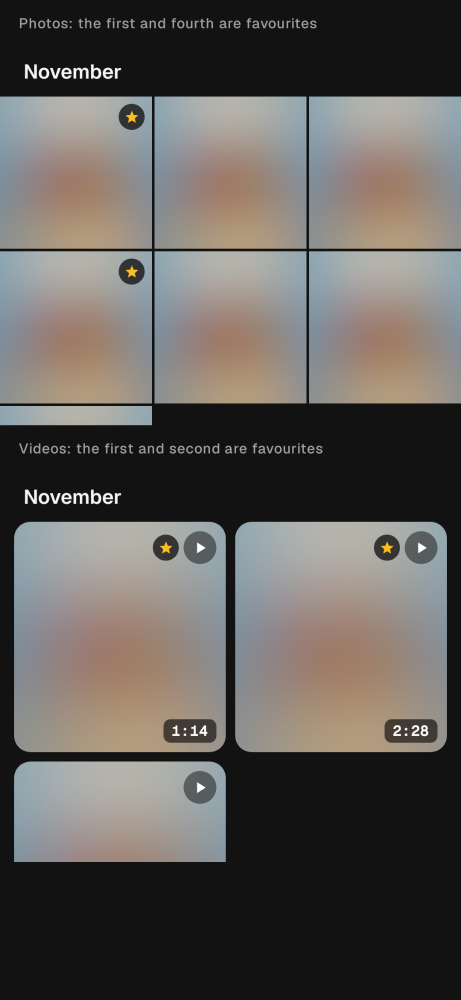 Photos: the first and fourth are favourites
November
Videos: the first and second are favourites
November
1:14
2:28